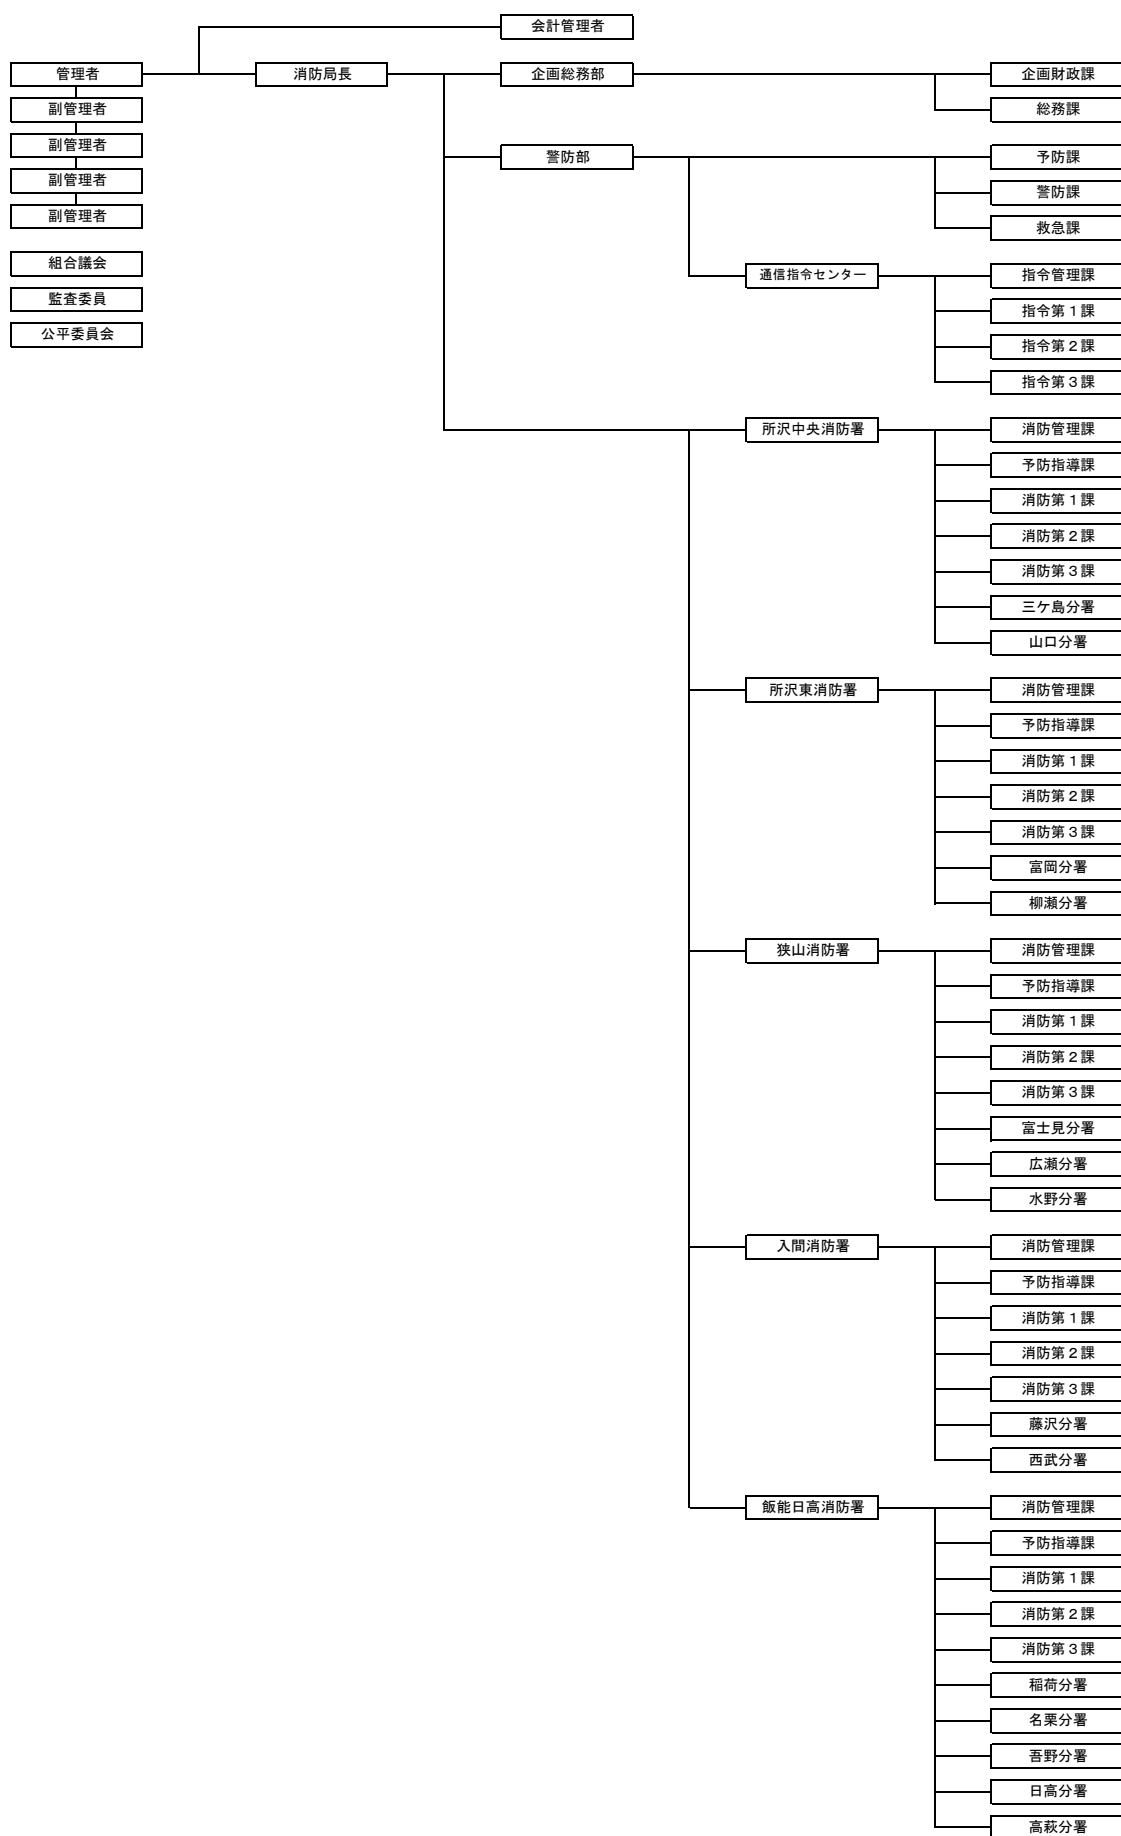 会計管理者
管理者
消防局長
企画総務部
企画財政課
副管理者
総務課
副管理者
警防部
予防課
副管理者
警防課
副管理者
救急課
組合議会
通信指令センター
指令管理課
監査委員
指令第１課
公平委員会
指令第２課
指令第３課
所沢中央消防署
消防管理課
予防指導課
消防第１課
消防第２課
消防第３課
三ケ島分署
山口分署
所沢東消防署
消防管理課
予防指導課
消防第１課
消防第２課
消防第３課
富岡分署
柳瀬分署
狭山消防署
消防管理課
予防指導課
消防第１課
消防第２課
消防第３課
富士見分署
広瀬分署
水野分署
入間消防署
消防管理課
予防指導課
消防第１課
消防第２課
消防第３課
藤沢分署
西武分署
飯能日高消防署
消防管理課
予防指導課
消防第１課
消防第２課
消防第３課
稲荷分署
名栗分署
吾野分署
日高分署
高萩分署